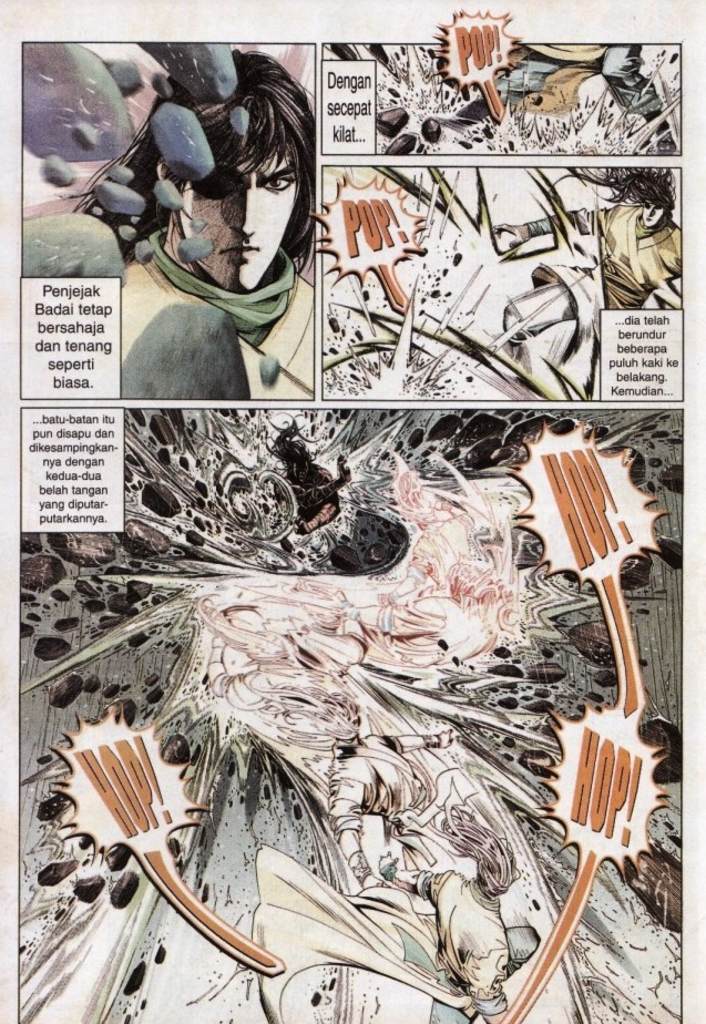 Penjejak
Badai tetap
bersahaja
dan tenang
seperti
biasa.
Dengan
secepat
kilat...
POP!
POP!
...dia telah
berundur
beberapa
puluh kaki ke
belakang.
Kemudian...
...batu-batan itu
pun disapu dan
dikesampingkan-
nya dengan
kedua-dua
belah tangan
yang diputar-
putarkannya.
HOP!
HOP!
HOP!